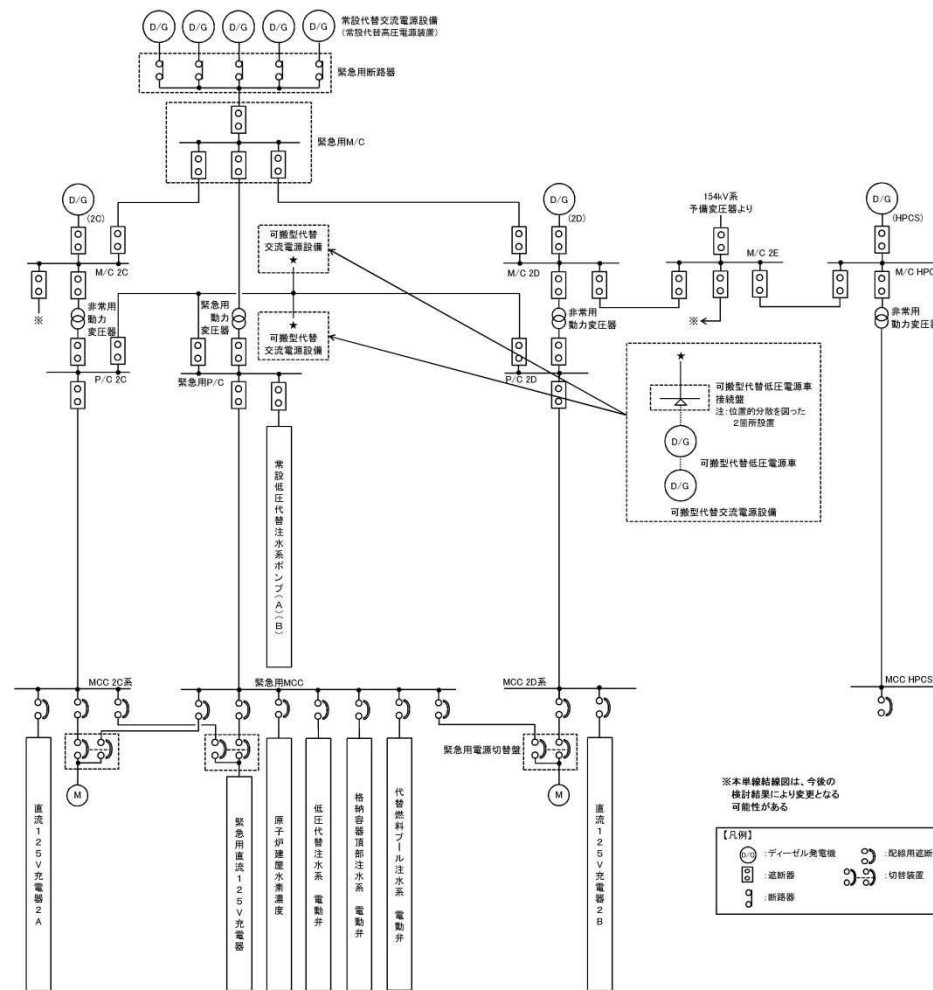 D/G
D/G
D/G
D/G
D/G
常設代替交流電源設備
(常設代替高圧電源装置)
緊急用断路器
緊急用M/C
D/G
(2C)
D/G
(2D)
154kV系
予備変圧器より
D/G
(HPCS)
可搬型代替
交流電源設備
★
M/C 2C
M/C 2D
M/C 2E
M/C HPC
※
非常用
動力
変圧器
緊急用
動力
変圧器
★
可搬型代替
交流電源設備
非常用
動力変圧器
※
非常用
動力変圧器
P/C 2C
緊急用P/C
P/C 2D
★
可搬型代替低圧電源車
接続盤
注:位置的分散を図った
2箇所設置
D/G
可搬型代替低圧電源車
D/G
可搬型代替交流電源設備
常設低圧代替注水系ポンプ(A)(B)
MCC 2C系
緊急用MCC
MCC 2D系
MCC HPCS
緊急用電源切替盤
M
M
直流125V充電器2A
緊急用直流125V充電器
原子炉建屋水素濃度
低圧代替注水系 電動弁
格納容器頂部注水系 電動弁
代替燃料プール注水系 電動弁
直流125V充電器2B
※本単線結線図は、今後の
検討結果により変更となる
可能性がある
【凡例】
D/G :ディーゼル発電機
:配線用遮断
:遮断器
:切替装置
:断路器